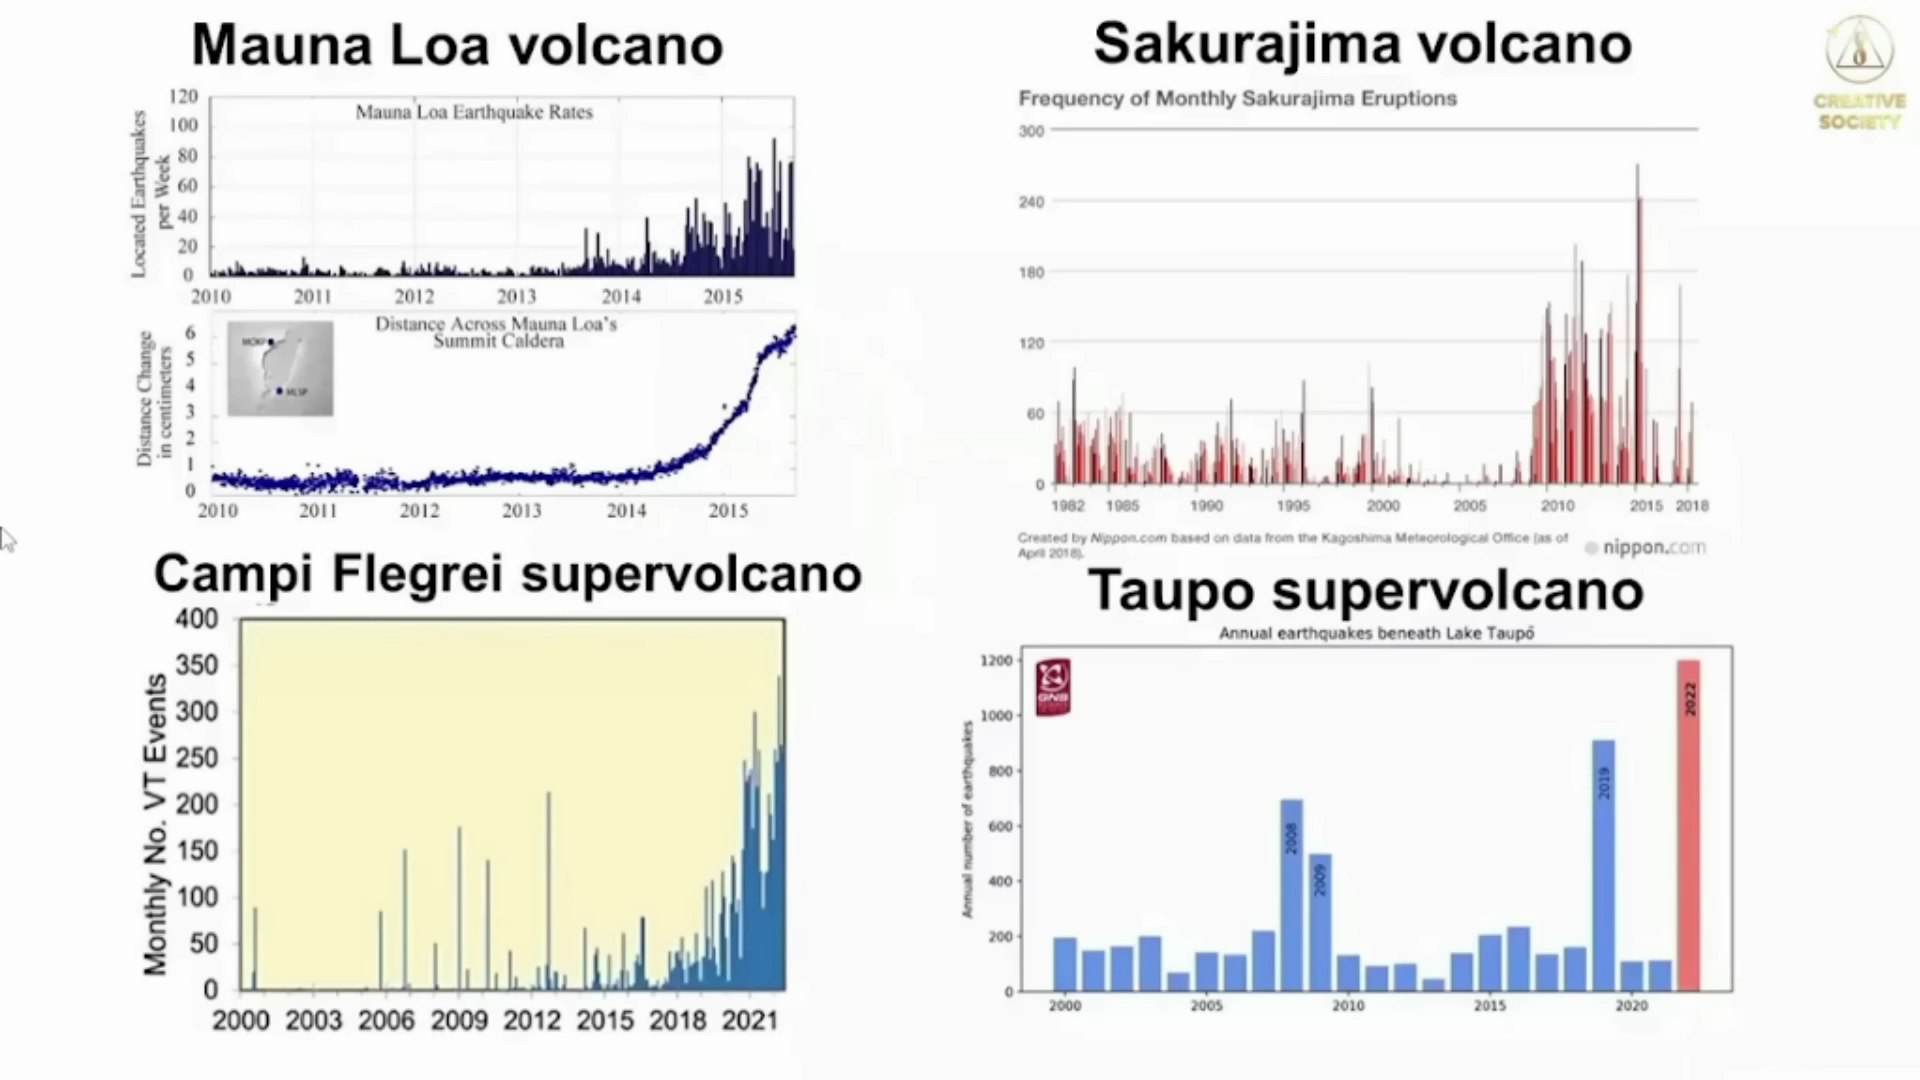 Mauna Loa volcano
Mauna Loa Earthquake Rates
Located Earthquakes
per Week
120
100
80
60
40
20
0
2010 2011 2012 2013 2014 2015
Distance Across Mauna Loa's
Summit Caldera
Distance Change
in centimeters
6
5
4
3
2
1
0
MOKP
MLSP
2010 2011 2012 2013 2014 2015
Sakurajima volcano
Frequency of Monthly Sakurajima Eruptions
300
240
180
120
60
0
1982 1985 1990 1995 2000 2005 2010 2015 2018
Created by Nippon.com based on data from the Kagoshima Meteorological Office (as of
April 2018).
nippon.com
CREATIVE
SOCIETY
Campi Flegrei supervolcano
Monthly No. VT Events
400
350
300
250
200
150
100
50
0
2000 2003 2006 2009 2012 2015 2018 2021
Taupo supervolcano
Annual earthquakes beneath Lake Taupō
GNS
Annual number of earthquakes
1200
1000
800
600
400
200
0
2008
2009
2019
2022
2000 2005 2010 2015 2020